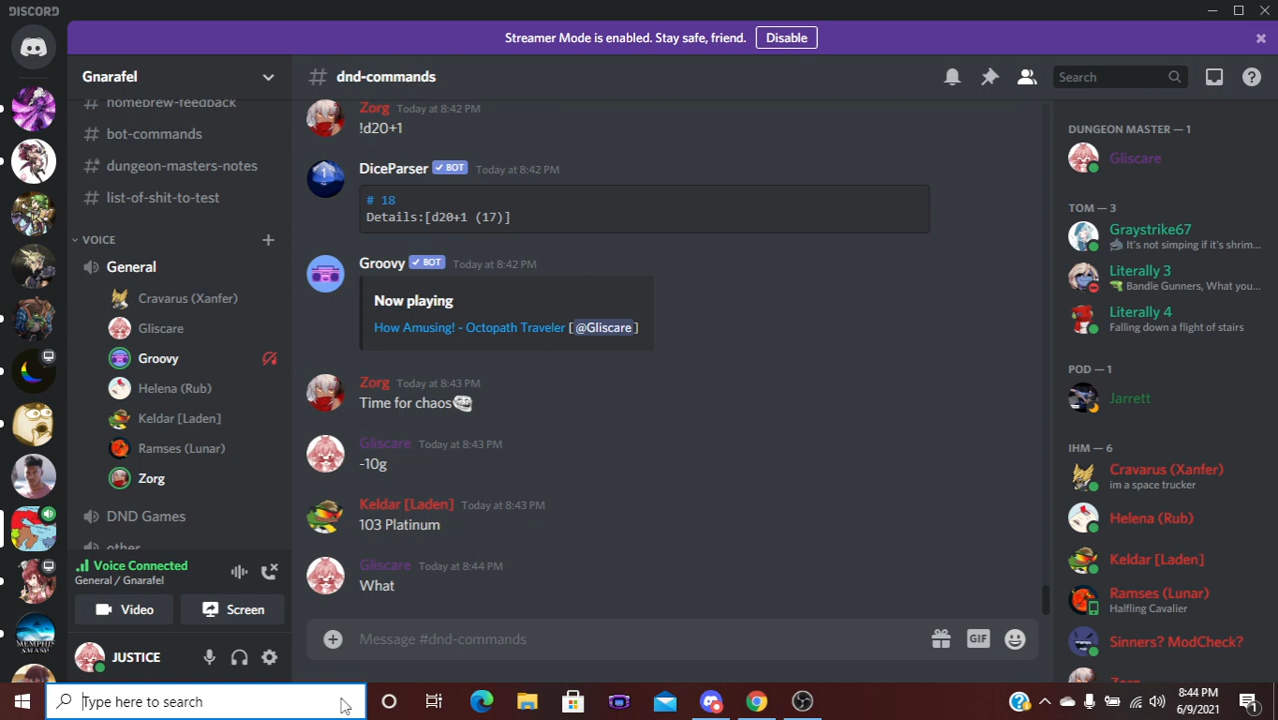 DISCORD
Streamer Mode is enabled. Stay safe, friend. Disable
Gnarafel
# dnd-commands
Search
# homebrew-feedback
# bot-commands
# dungeon-masters-notes
# list-of-shit-to-test
VOICE
General
Cravarus (Xanfer)
Gliscare
Groovy
Helena (Rub)
Keldar [Laden]
Ramses (Lunar)
Zorg
DND Games
other
Voice Connected
General / Gnarafel
Video
Screen
JUSTICE
Zorg Today at 8:42 PM
!d20+1
DiceParser ✓ BOT Today at 8:42 PM
# 18
Details:[d20+1 (17)]
Groovy ✓ BOT Today at 8:42 PM
Now playing
How Amusing! - Octopath Traveler [ @Gliscare ]
Zorg Today at 8:43 PM
Time for chaos
Gliscare Today at 8:43 PM
-10g
Keldar [Laden] Today at 8:43 PM
103 Platinum
Gliscare Today at 8:44 PM
What
Message #dnd-commands
GIF
DUNGEON MASTER — 1
Gliscare
TOM — 3
Graystrike67
It's not simping if it's shrim...
Literally 3
Bandle Gunners, What you...
Literally 4
Falling down a flight of stairs
POD — 1
Jarrett
IHM — 6
Cravarus (Xanfer)
im a space trucker
Helena (Rub)
Keldar [Laden]
Ramses (Lunar)
Halfling Cavalier
Sinners? ModCheck?
Zorg
MEMPHIS
SMASH
Type here to search
8:44 PM
6/9/2021
1